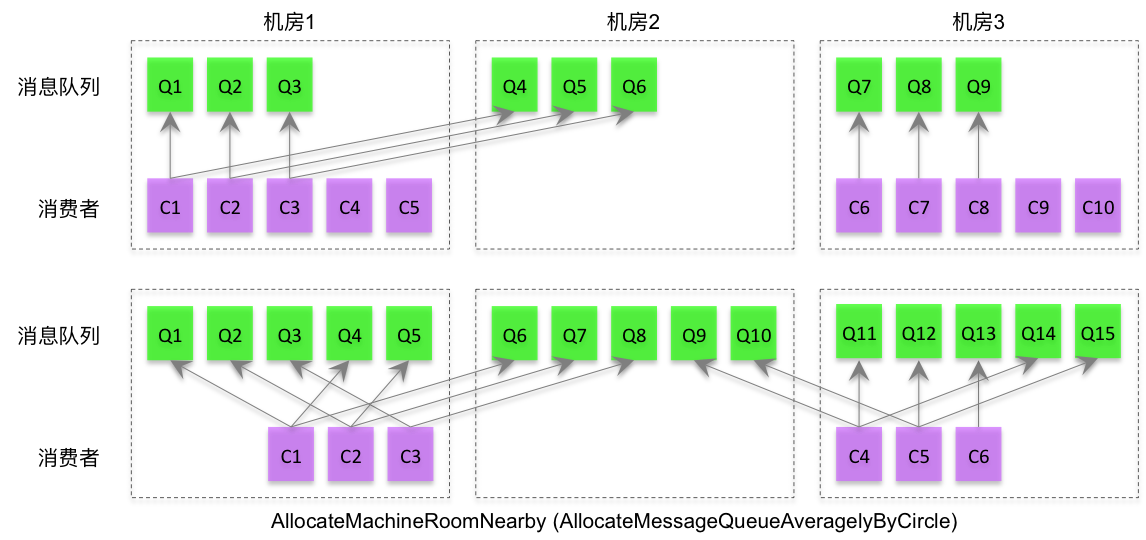 机房1 机房2 机房3
消息队列 Q1 Q2 Q3 Q4 Q5 Q6 Q7 Q8 Q9
消费者 C1 C2 C3 C4 C5 C6 C7 C8 C9 C10
消息队列 Q1 Q2 Q3 Q4 Q5 Q6 Q7 Q8 Q9 Q10 Q11 Q12 Q13 Q14 Q15
消费者 C1 C2 C3 C4 C5 C6
AllocateMachineRoomNearby (AllocateMessageQueueAveragelyByCircle)